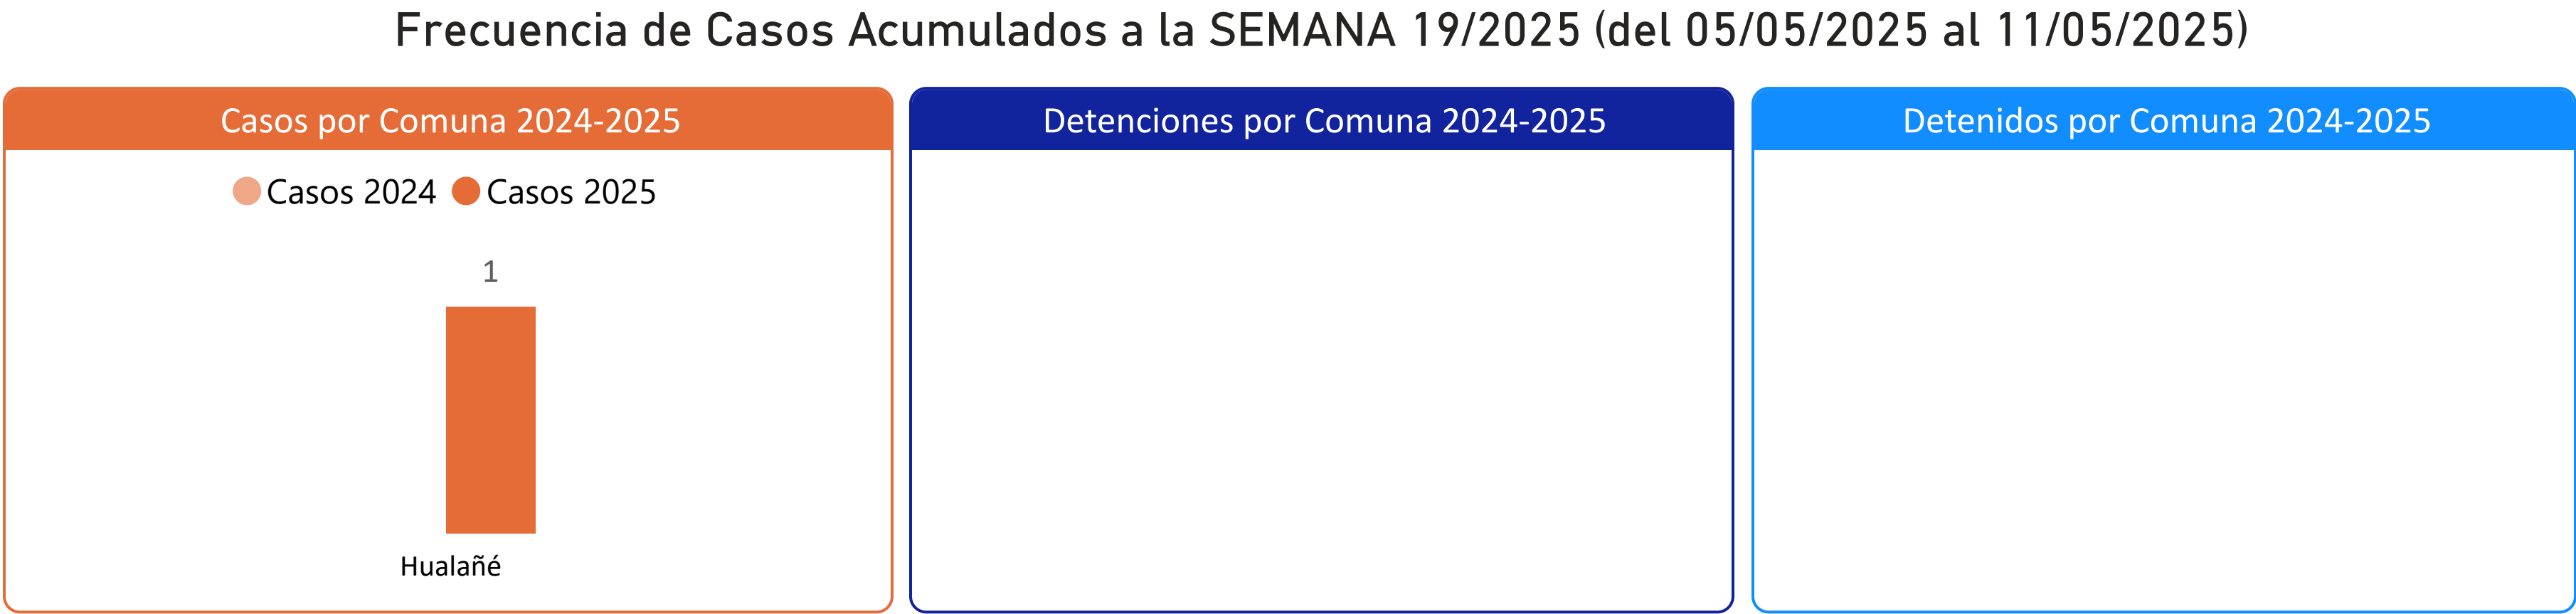 Frecuencia de Casos Acumulados a la SEMANA 19/2025 (del 05/05/2025 al 11/05/2025)
Casos por Comuna 2024-2025
Casos 2024 Casos 2025
1
Hualañé
Detenciones por Comuna 2024-2025
Detenidos por Comuna 2024-2025